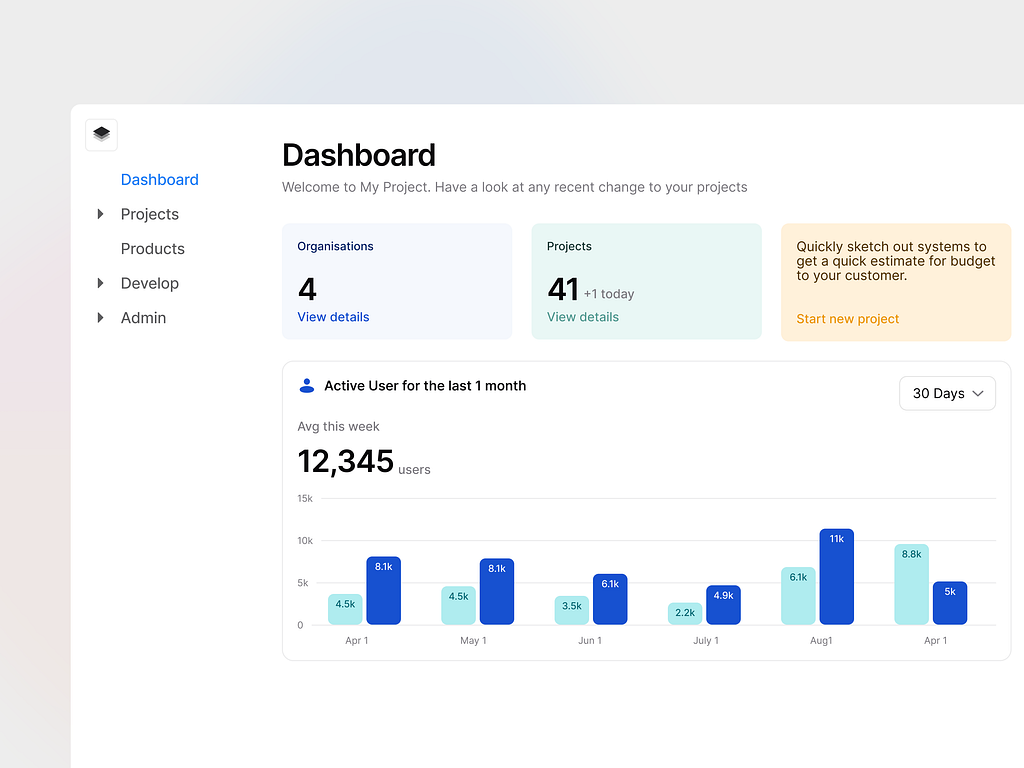 Dashboard
Projects
Products
Develop
Admin
Dashboard
Welcome to My Project. Have a look at any recent change to your projects
Organisations
4
View details
Projects
41 +1 today
View details
Quickly sketch out systems to
get a quick estimate for budget
to your customer.
Start new project
Active User for the last 1 month
30 Days
Avg this week
12,345 users
15k
10k
5k
0
4.5k
8.1k
4.5k
8.1k
3.5k
6.1k
2.2k
4.9k
6.1k
11k
8.8k
5k
Apr 1
May 1
Jun 1
July 1
Aug1
Apr 1